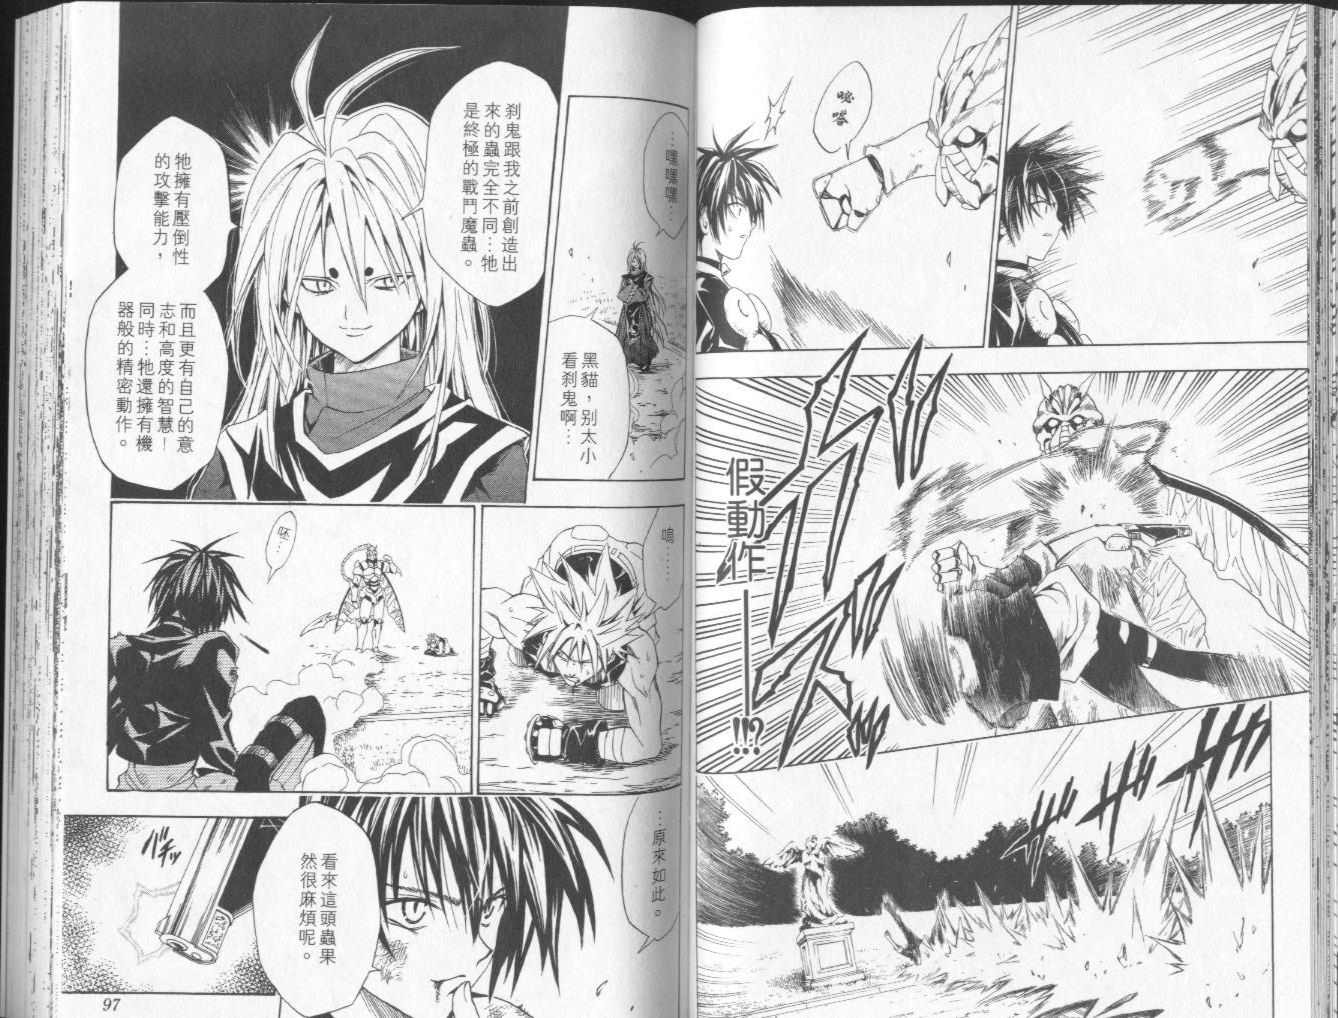 啪
嗒
假動作──!!?
…嘿嘿嘿…
黑貓，別太小
看剎鬼啊…
剎鬼跟我之前創造出
來的蟲完全不同…牠
是終極的戰鬥魔蟲。
牠擁有壓倒性
的攻擊能力，
而且更有自己的意
志和高度的智慧！
同時…牠還擁有機
器般的精密動作。
嗚……
呸…
…原來如此。
看來這頭蟲果
然很麻煩呢。
97